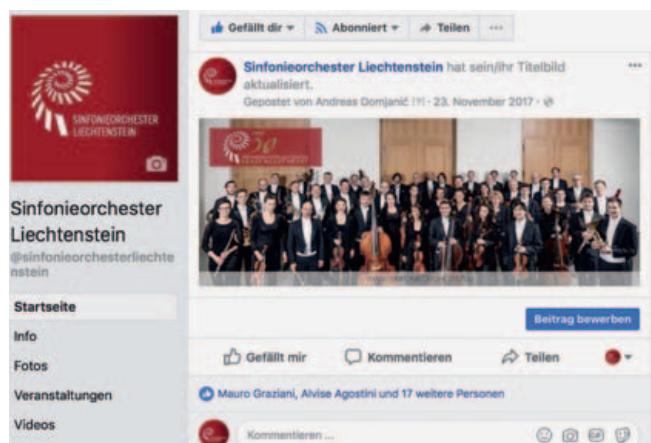 SINFONIEORCHESTER
LIECHTENSTEIN
Sinfonieorchester
Liechtenstein
@sinfonieorchesterliechte
nstein
Startseite
Info
Fotos
Veranstaltungen
Videos
Gefällt dir
Abonniert
Teilen
Sinfonieorchester Liechtenstein hat sein/ihr Titelbild
aktualisiert.
Gepostet von Andreas Domjanić [?] · 23. November 2017 ·
30
Beitrag bewerben
Gefällt mir
Kommentieren
Teilen
Mauro Graziani, Alvise Agostini und 17 weitere Personen
Kommentieren ...
GIF